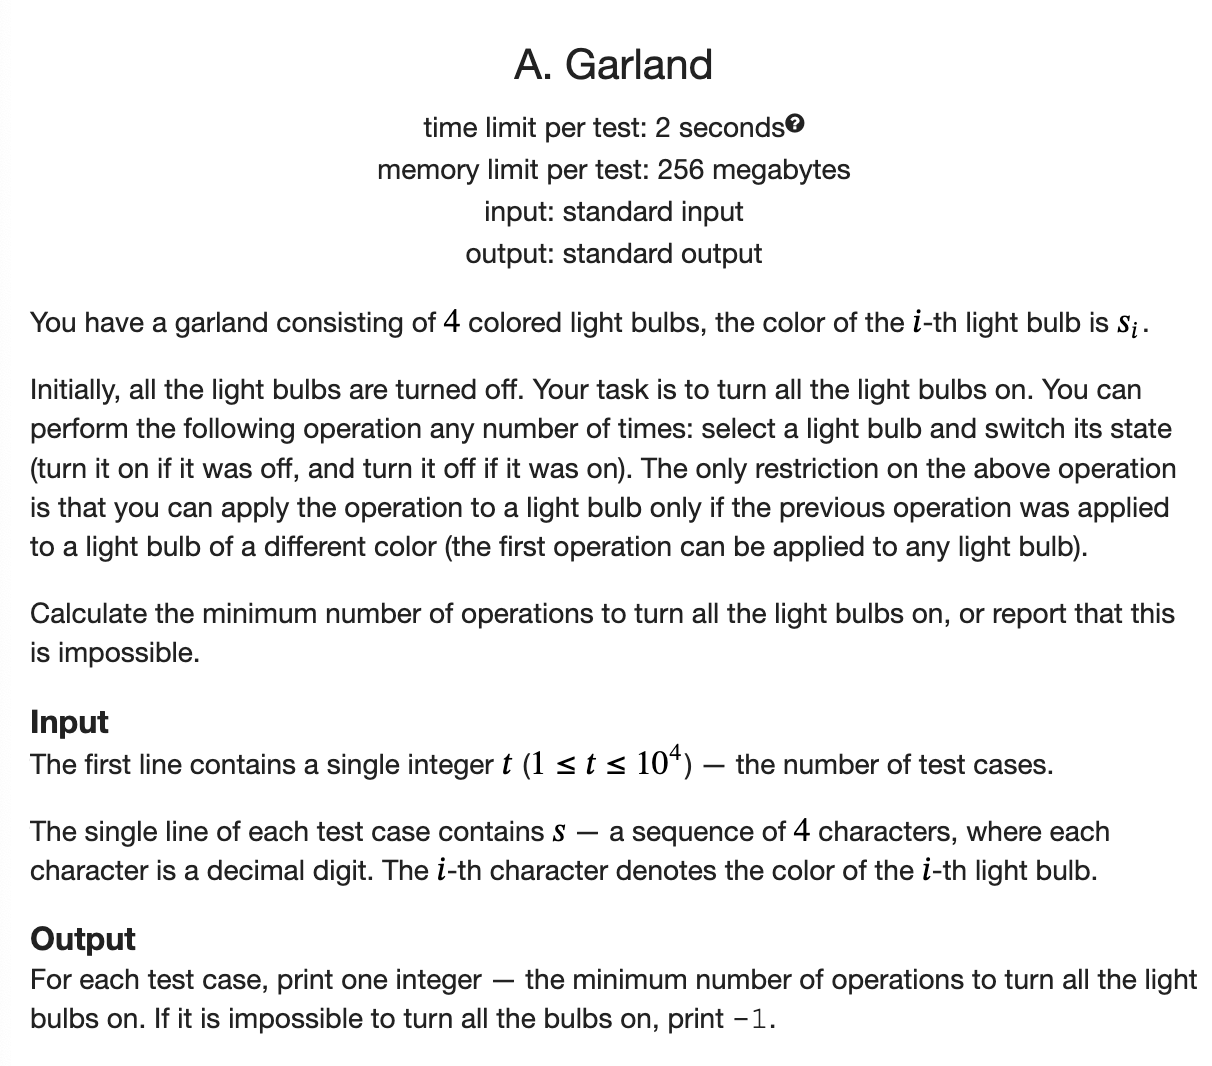 A. Garland
time limit per test: 2 seconds?
memory limit per test: 256 megabytes
input: standard input
output: standard output
You have a garland consisting of 4 colored light bulbs, the color of the i-th light bulb is sᵢ.
Initially, all the light bulbs are turned off. Your task is to turn all the light bulbs on. You can
perform the following operation any number of times: select a light bulb and switch its state
(turn it on if it was off, and turn it off if it was on). The only restriction on the above operation
is that you can apply the operation to a light bulb only if the previous operation was applied
to a light bulb of a different color (the first operation can be applied to any light bulb).
Calculate the minimum number of operations to turn all the light bulbs on, or report that this
is impossible.
Input
The first line contains a single integer t (1 ≤ t ≤ 10⁴) — the number of test cases.
The single line of each test case contains s — a sequence of 4 characters, where each
character is a decimal digit. The i-th character denotes the color of the i-th light bulb.
Output
For each test case, print one integer — the minimum number of operations to turn all the light
bulbs on. If it is impossible to turn all the bulbs on, print -1.